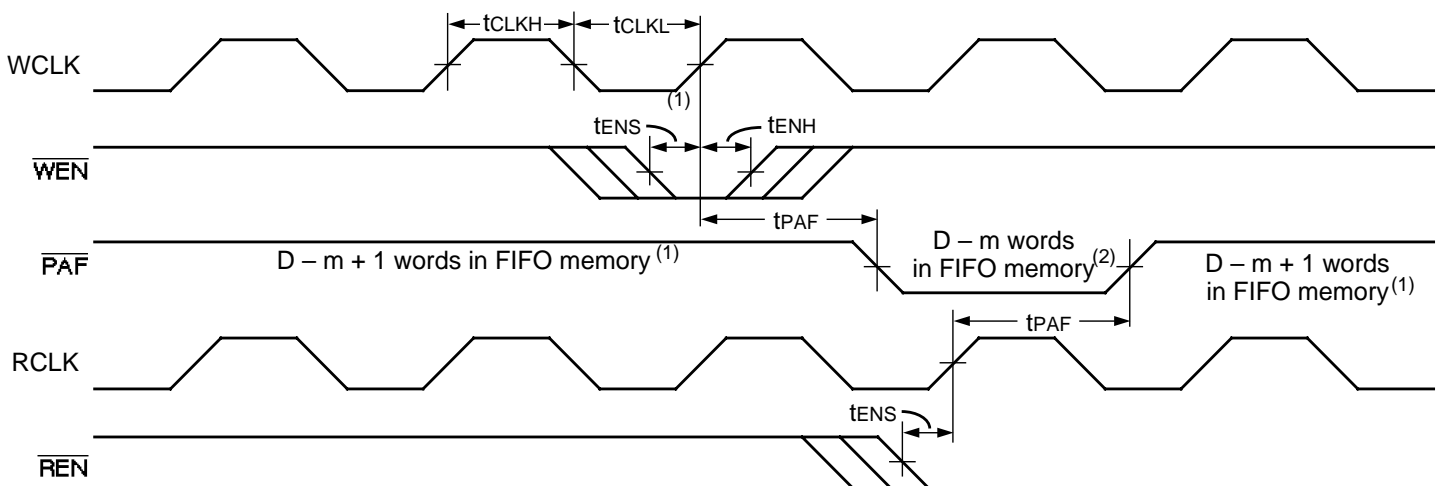 tCLKH
tCLKL
WCLK
(1)
tENS
tENH
WEN
tPAF
PAF
D – m + 1 words in FIFO memory (1)
D – m words
in FIFO memory(2)
D – m + 1 words
in FIFO memory(1)
tPAF
RCLK
tENS
REN